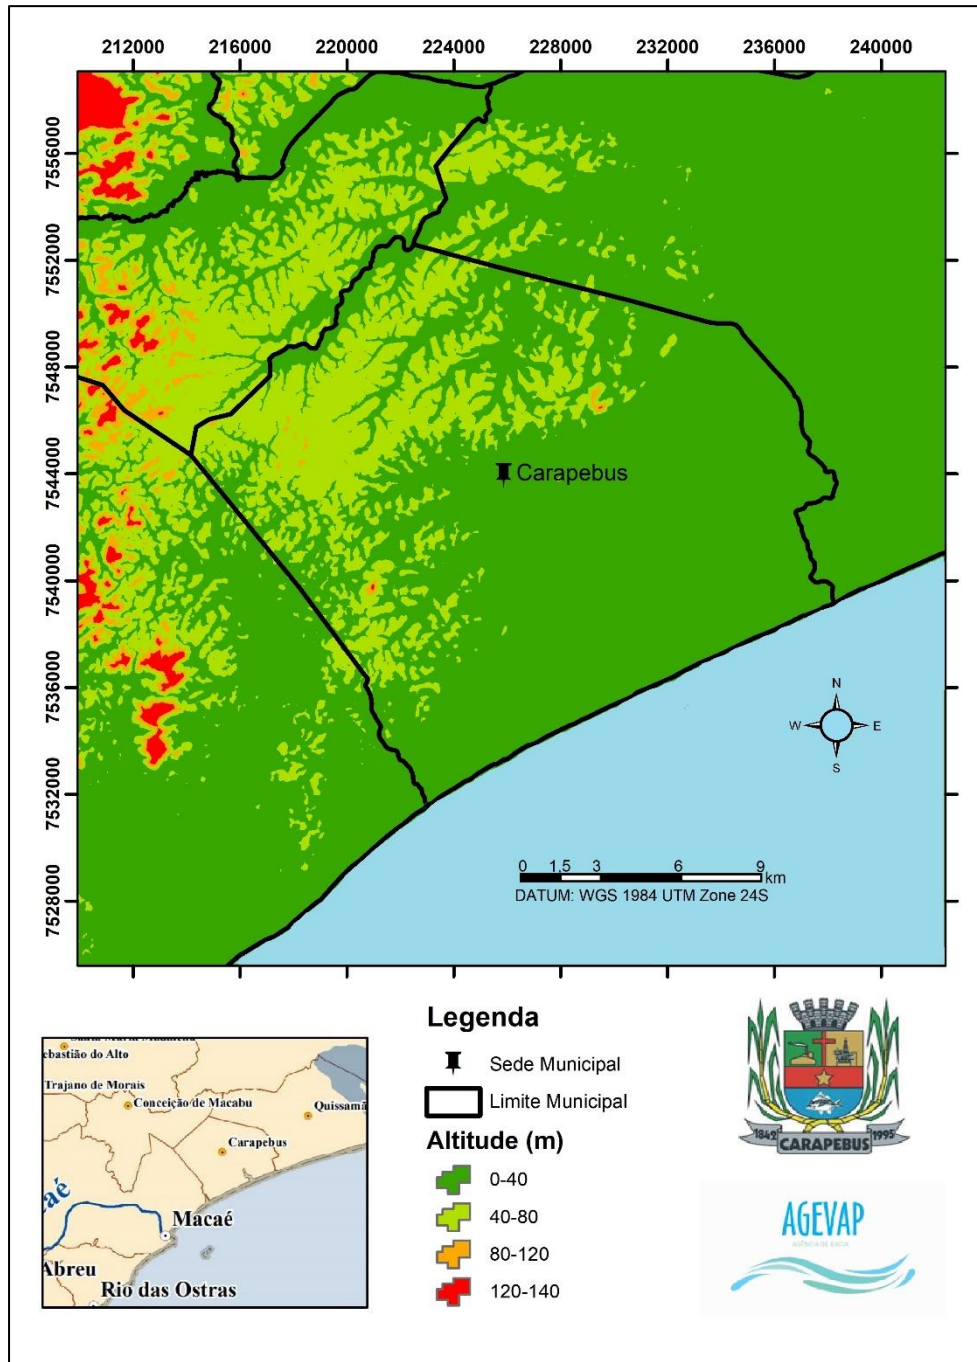 212000 216000 220000 224000 228000 232000 236000 240000
7556000
7552000
7548000
7544000
7540000
7536000
7532000
7528000
Carapebus
N
W E
S
0 1,5 3 6 9
km
DATUM: WGS 1984 UTM Zone 24S
Legenda
Sede Municipal
Limite Municipal
Altitude (m)
0-40
40-80
80-120
120-140
ebastião do Alto
Trajano de Morais
Conceição de Macabu
Quissamã
Carapebus
Macaé
Abreu
Rio das Ostras
1842 CARAPEBUS 1995
AGEVAP
AGÊNCIA DE BACIA